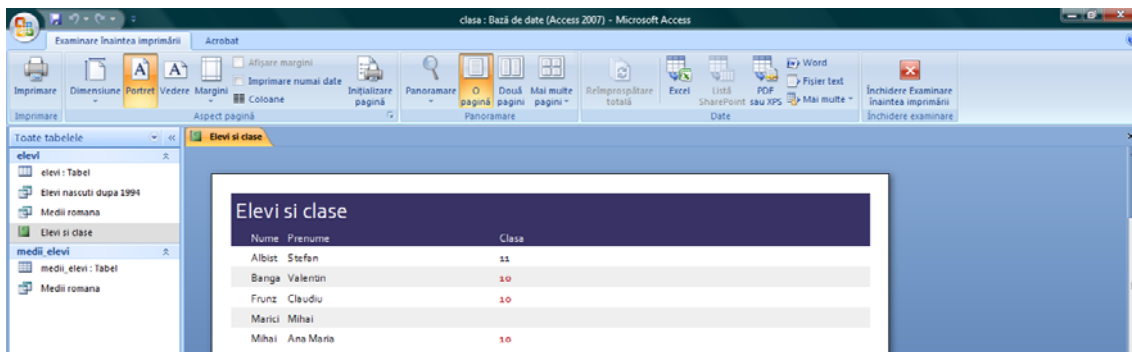 clasa : Bază de date (Access 2007) - Microsoft Access
Examinare înaintea imprimării Acrobat
Imprimare
Dimensiune Portret Vedere Margini
Afișare margini
Imprimare numai date
Coloane
Inițializare pagină
Panoramare
O pagină
Două pagini
Mai multe pagini
Reîmprospătare totală
Excel
Listă SharePoint
PDF sau XPS
Word
Fișier text
Mai multe
Închidere Examinare înaintea imprimării
Imprimare Aspect pagină Panoramare Date Închidere examinare
Toate tabelele
Elevi si clase
elevi
elevi : Tabel
Elevi nascuti dupa 1994
Medii romana
Elevi si clase
medii_elevi
medii_elevi : Tabel
Medii romana
Elevi si clase
Nume Prenume Clasa
Albist Stefan 11
Banga Valentin 10
Frunz Claudiu 10
Marici Mihai
Mihai Ana Maria 10